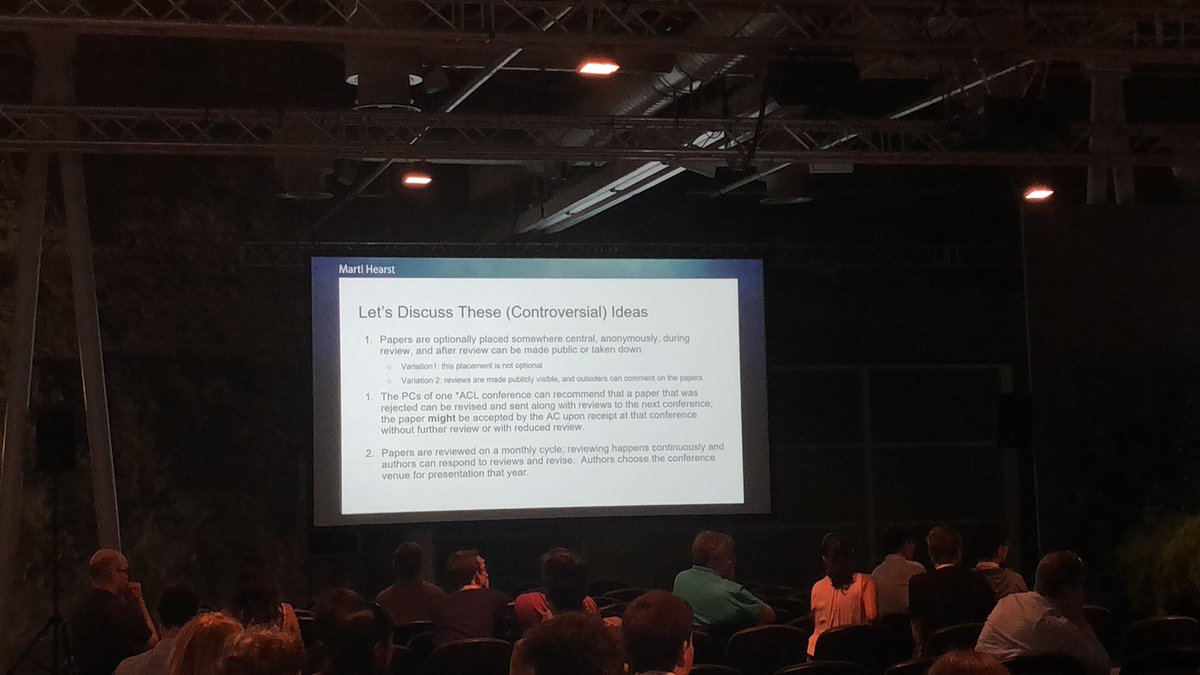 Marti Hearst
Let's Discuss These (Controversial) Ideas
1. Papers are optionally placed somewhere central, anonymously, during
review, and after review can be made public or taken down.
○ Variation1: this placement is not optional
○ Variation 2: reviews are made publicly visible, and outsiders can comment on the papers.
1. The PCs of one *ACL conference can recommend that a paper that was
rejected can be revised and sent along with reviews to the next conference;
the paper might be accepted by the AC upon receipt at that conference
without further review or with reduced review.
2. Papers are reviewed on a monthly cycle; reviewing happens continuously and
authors can respond to reviews and revise. Authors choose the conference
venue for presentation that year.